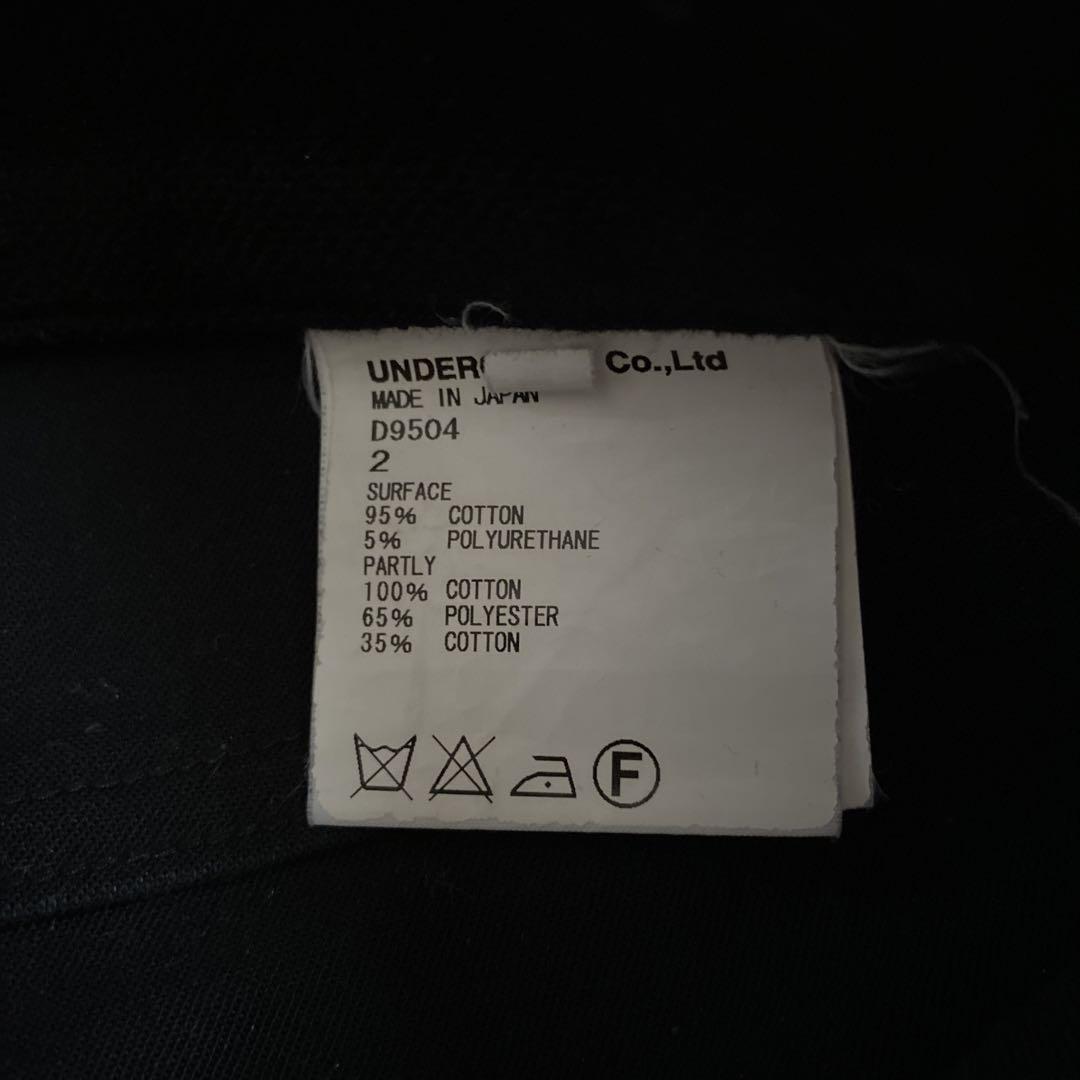 UNDER Co.,Ltd
MADE IN JAPAN
D9504
2
SURFACE
95% COTTON
5% POLYURETHANE
PARTLY
100% COTTON
65% POLYESTER
35% COTTON
F